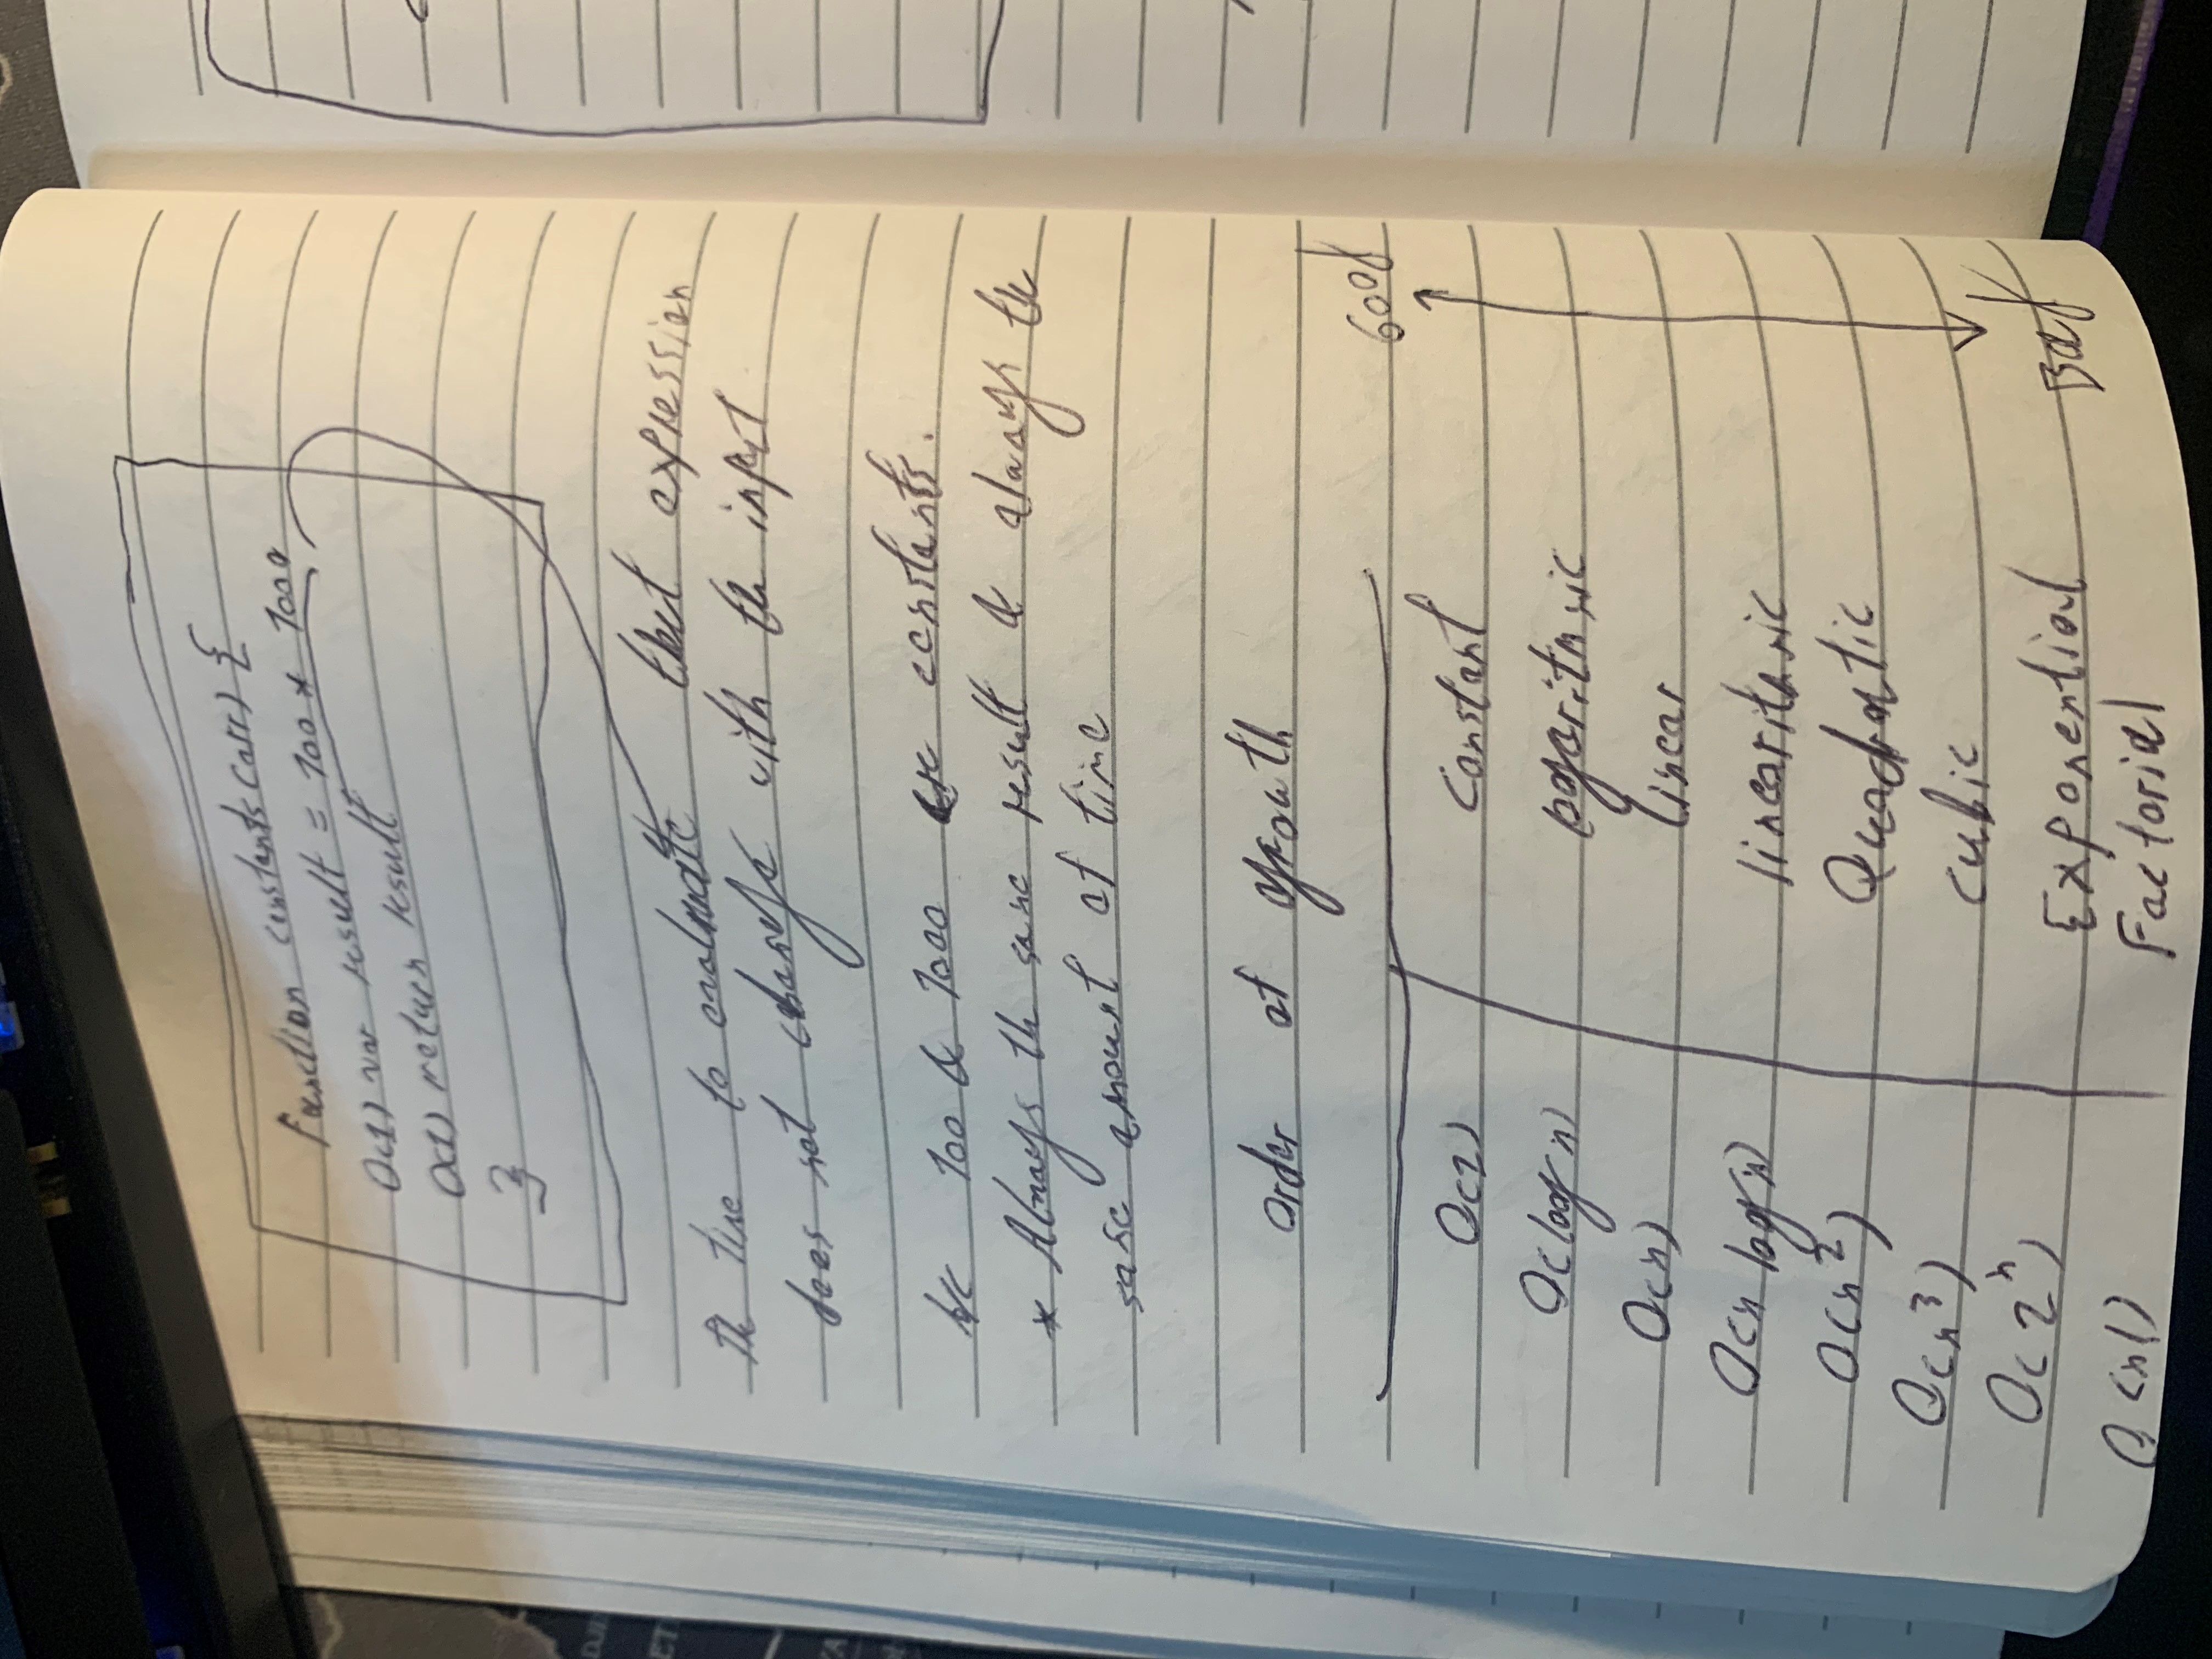 Function constants(arr) {
O(1) var result = 100 * 1000
O(1) return result
}
The time to evaluate that expression
does not change with the input
bc 100 & 1000 are constants.
* Always the same result & always the
same amount of time
Order of growth
Good
O(1) Constant
O(log n) logarithmic
O(n) linear
O(n log n) linearithmic
O(n²) Quadratic
O(n³) cubic
O(2ⁿ) Exponential
Bad
O(n!) Factorial